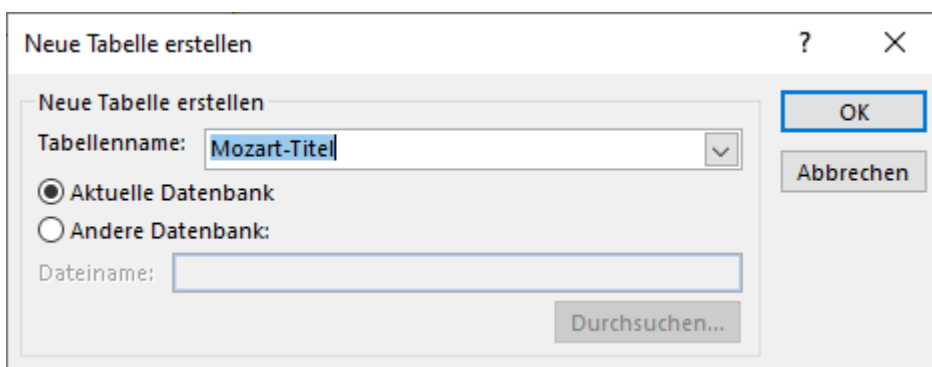 Neue Tabelle erstellen ?
Neue Tabelle erstellen
Tabellenname: Mozart-Titel
OK
Abbrechen
Aktuelle Datenbank
Andere Datenbank:
Dateiname:
Durchsuchen...